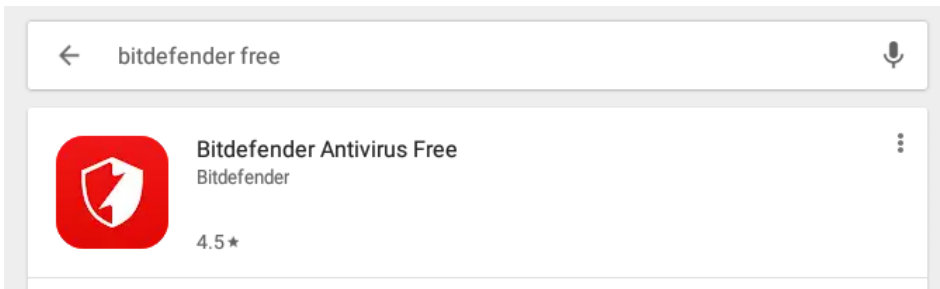 bitdefender free
Bitdefender Antivirus Free
Bitdefender
4.5★